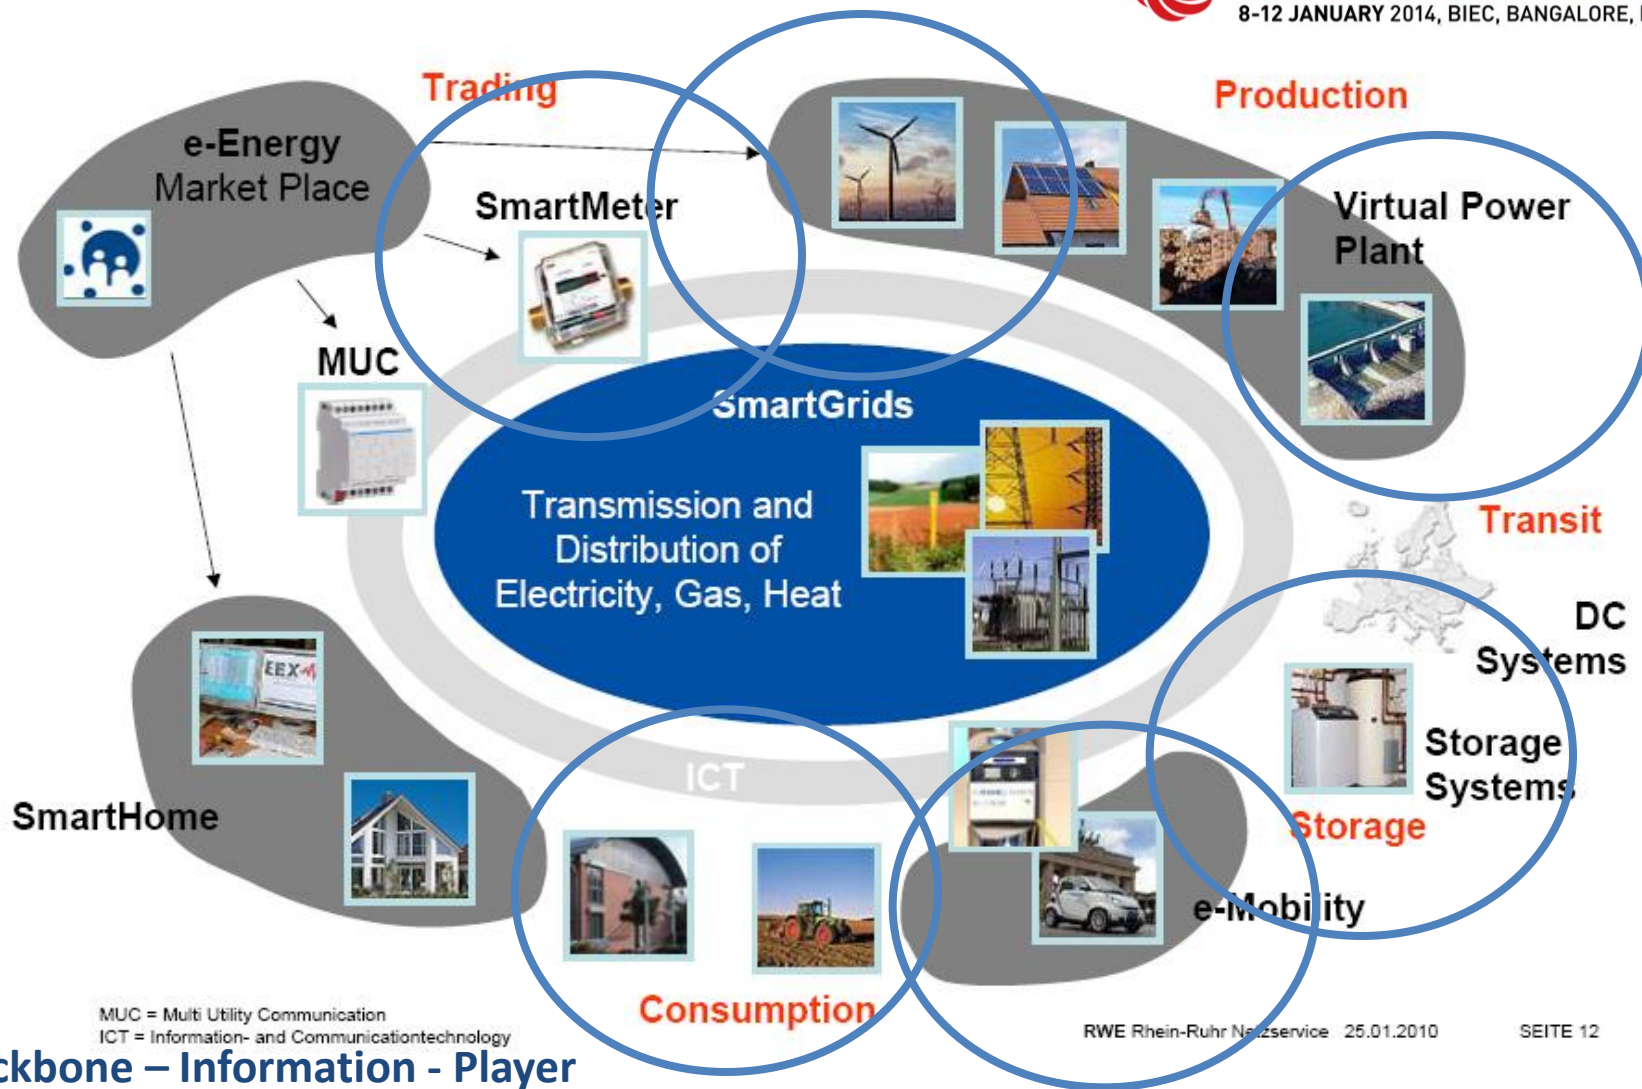 8-12 JANUARY 2014, BIEC, BANGALORE,
Trading
Production
e-Energy
Market Place
SmartMeter
Virtual Power
Plant
MUC
SmartGrids
Transmission and
Distribution of
Electricity, Gas, Heat
Transit
DC
Systems
EEX
Storage
Systems
ICT
Storage
SmartHome
e-Mobility
Consumption
MUC = Multi Utility Communication
ICT = Information- and Communicationtechnology
RWE Rhein-Ruhr Netzservice 25.01.2010 SEITE 12
ckbone – Information - Player